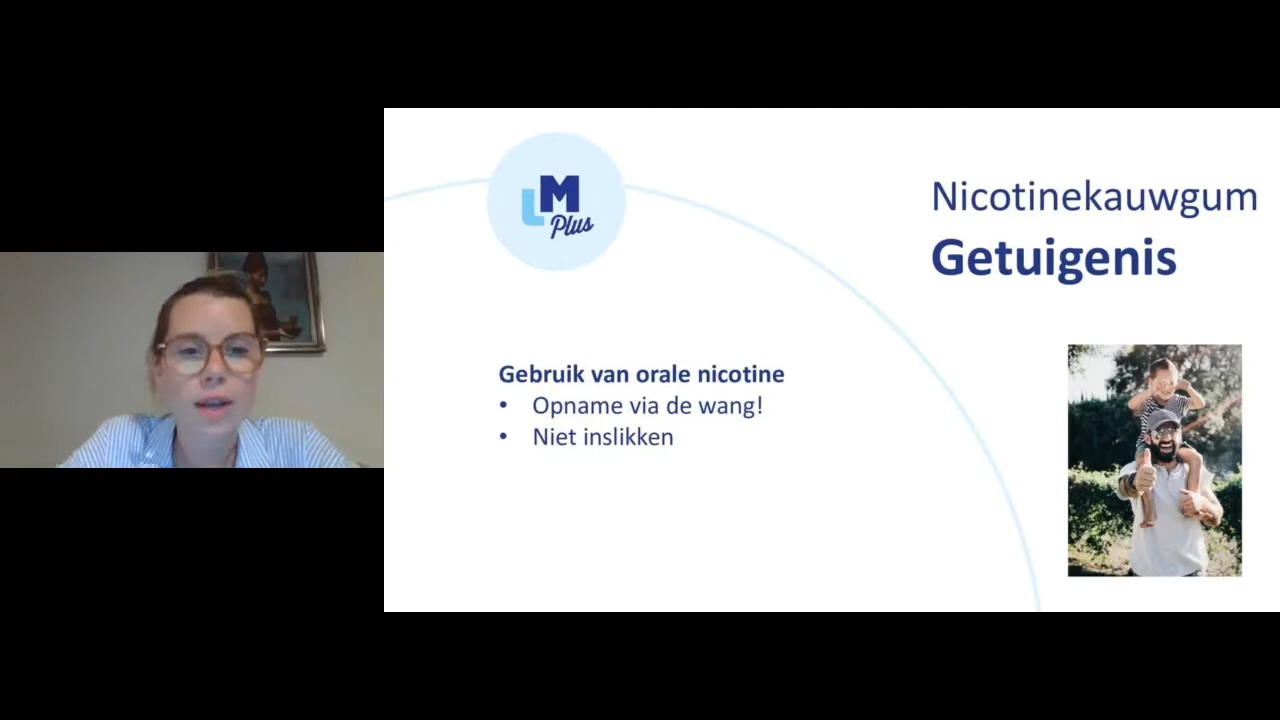 LM
Plus
Nicotinekauwgum
Getuigenis
Gebruik van orale nicotine
• Opname via de wang!
• Niet inslikken